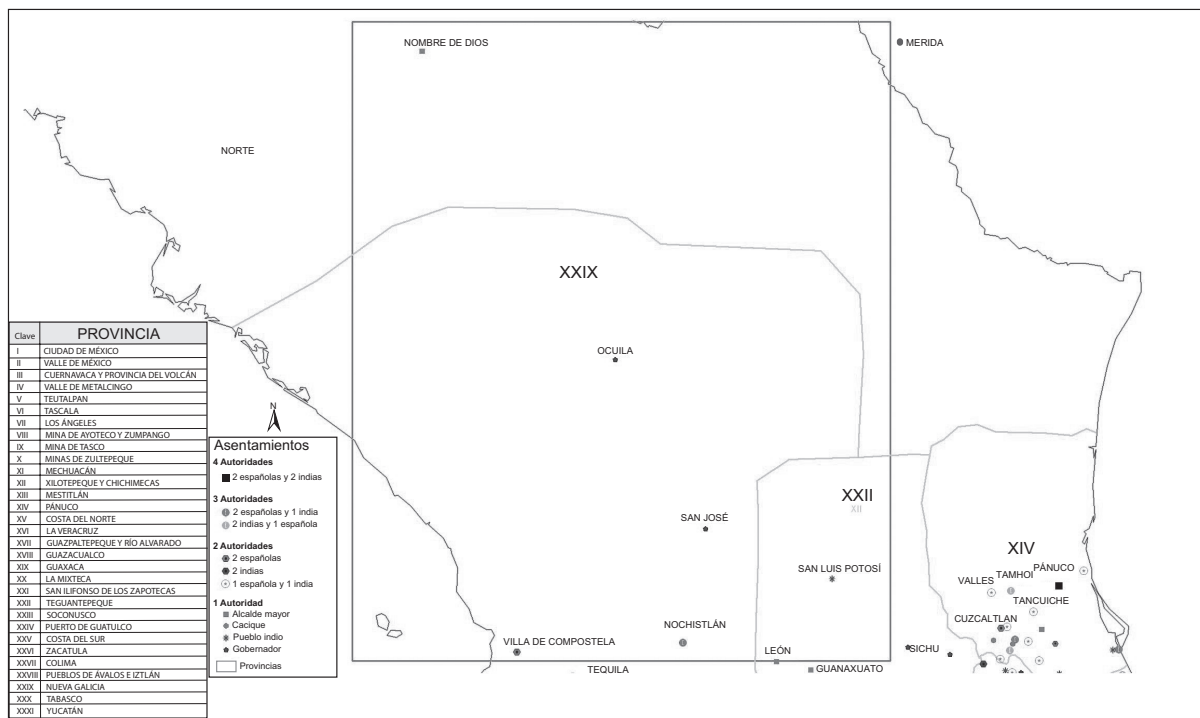 NOMBRE DE DIOS
MERIDA
NORTE
XXIX
OCUILA
SAN JOSÉ
XXII
XII
SAN LUIS POTOSÍ
XIV
PÁNUCO
TAMHOI
VALLES
TANCUICHE
CUZCALTLAN
NOCHISTLÁN
VILLA DE COMPOSTELA
LEÓN
SICHU
TEQUILA
GUANAXUATO
Clave PROVINCIA
I CIUDAD DE MÉXICO
II VALLE DE MÉXICO
III CUERNAVACA Y PROVINCIA DEL VOLCÁN
IV VALLE DE METALCINGO
V TEUTALPAN
VI TASCALA
VII LOS ÁNGELES
VIII MINA DE AYOTECO Y ZUMPANGO
IX MINA DE TASCO
X MINAS DE ZULTEPEQUE
XI MECHUACÁN
XII XILOTEPEQUE Y CHICHIMECAS
XIII MESTITLÁN
XIV PÁNUCO
XV COSTA DEL NORTE
XVI LA VERACRUZ
XVII GUAZPALTEPEQUE Y RÍO ALVARADO
XVIII GUAZACUALCO
XIX GUAXACA
XX LA MIXTECA
XXI SAN ILIFONSO DE LOS ZAPOTECAS
XXII TEGUANTEPEQUE
XXIII SOCONUSCO
XXIV PUERTO DE GUATULCO
XXV COSTA DEL SUR
XXVI ZACATULA
XXVII COLIMA
XXVIII PUEBLOS DE ÁVALOS E IZTLÁN
XXIX NUEVA GALICIA
XXX TABASCO
XXXI YUCATÁN
N
Asentamientos
4 Autoridades
2 españolas y 2 indias
3 Autoridades
2 españolas y 1 india
2 indias y 1 española
2 Autoridades
2 españolas
2 indias
1 española y 1 india
1 Autoridad
Alcalde mayor
Cacique
Pueblo indio
Gobernador
Provincias